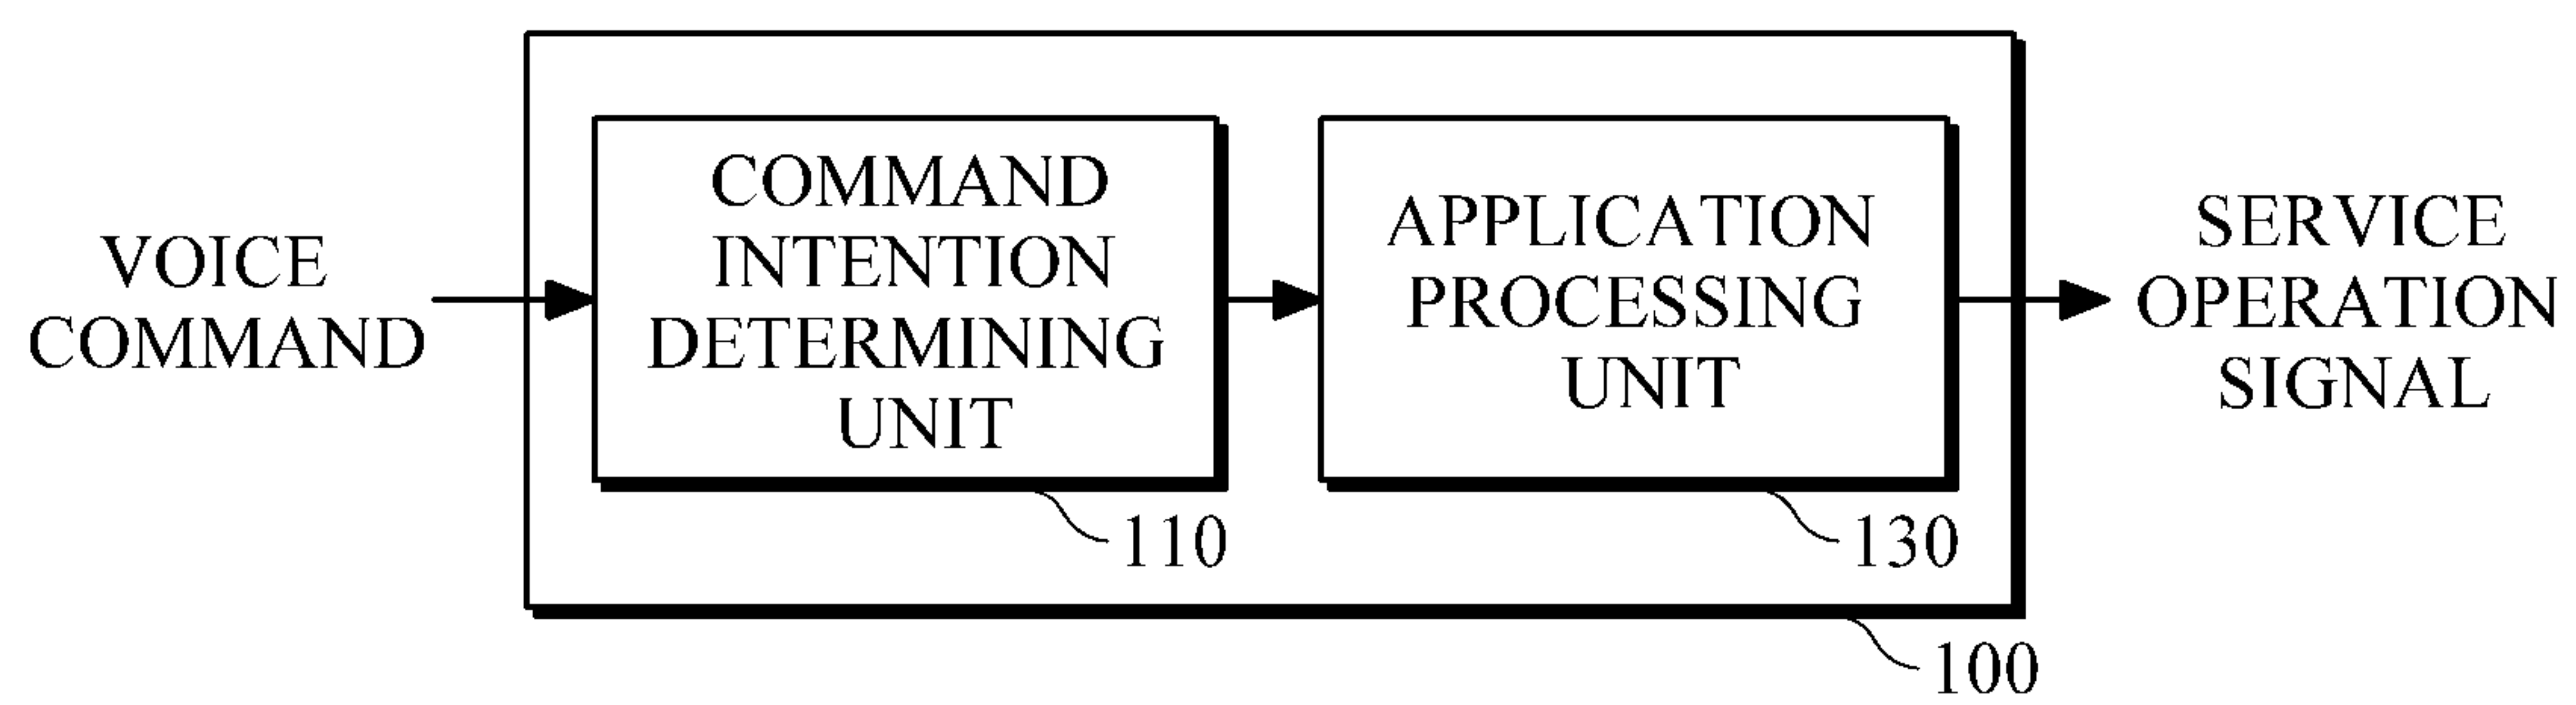 VOICE
COMMAND
COMMAND
INTENTION
DETERMINING
UNIT
110
APPLICATION
PROCESSING
UNIT
130
SERVICE
OPERATION
SIGNAL
100